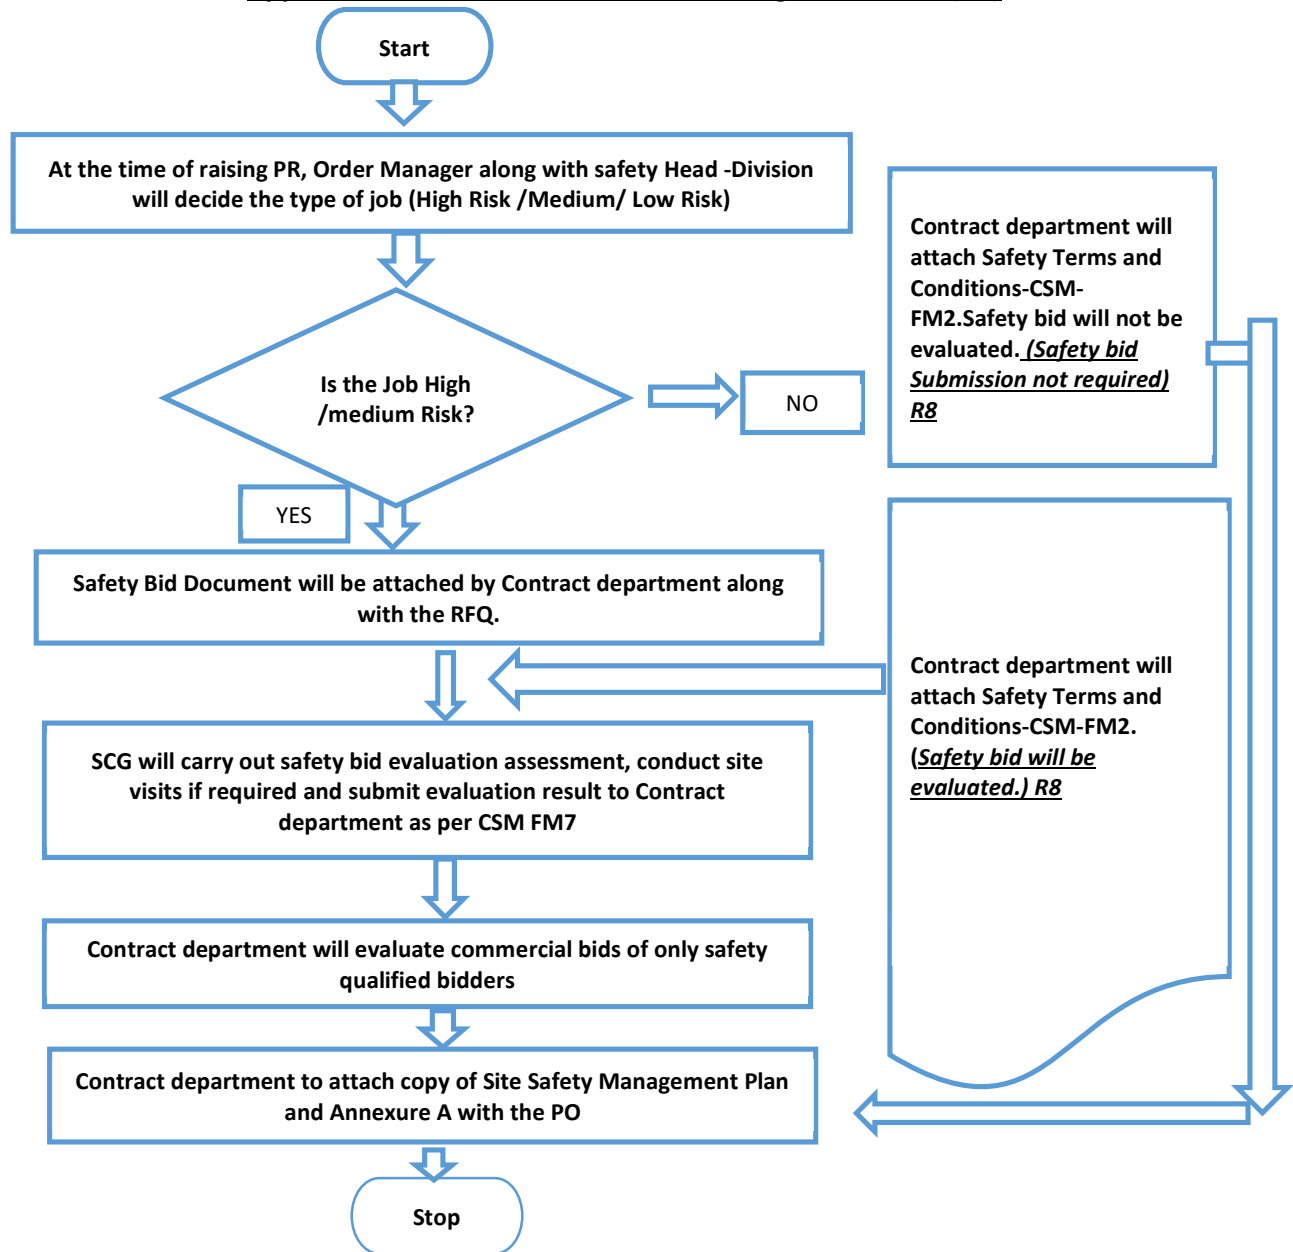 Start
At the time of raising PR, Order Manager along with safety Head -Division
will decide the type of job (High Risk /Medium/ Low Risk)
Contract department will
attach Safety Terms and
Conditions-CSM-
FM2.Safety bid will not be
evaluated. (Safety bid
Submission not required)
R8
Is the Job High
/medium Risk?
NO
YES
Safety Bid Document will be attached by Contract department along
with the RFQ.
Contract department will
attach Safety Terms and
Conditions-CSM-FM2.
(Safety bid will be
evaluated.) R8
SCG will carry out safety bid evaluation assessment, conduct site
visits if required and submit evaluation result to Contract
department as per CSM FM7
Contract department will evaluate commercial bids of only safety
qualified bidders
Contract department to attach copy of Site Safety Management Plan
and Annexure A with the PO
Stop